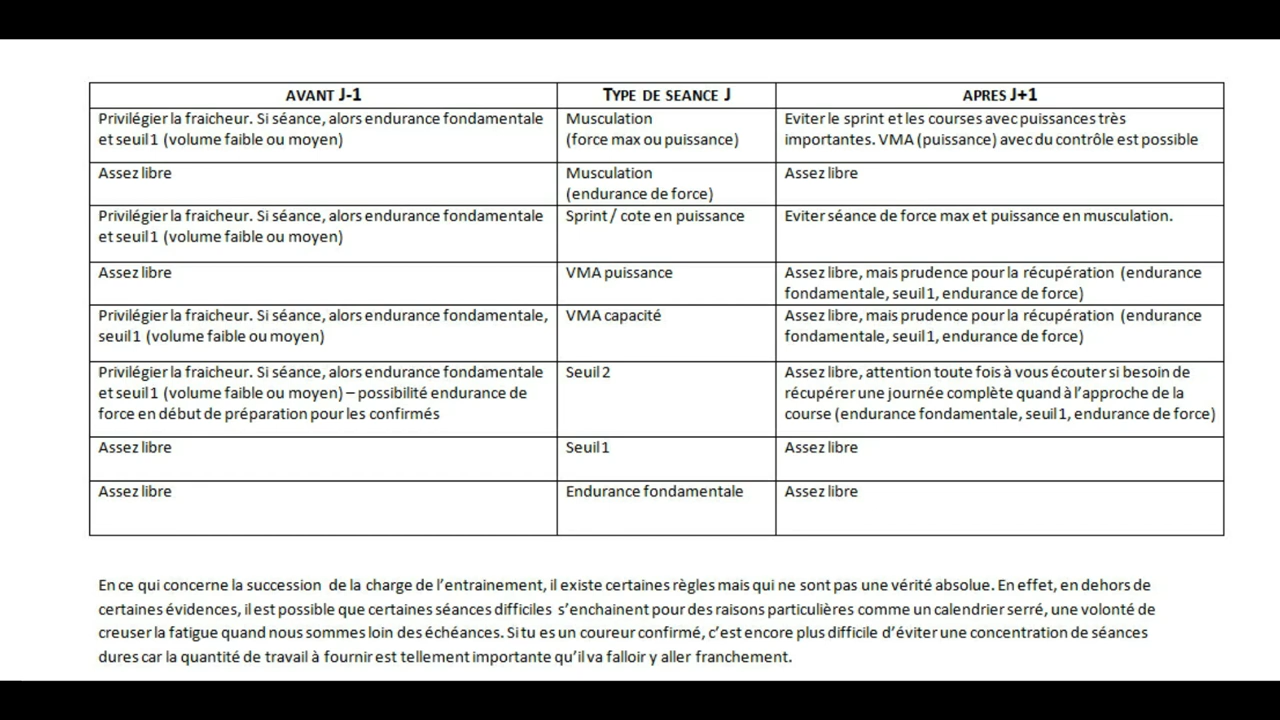 AVANT J-1
TYPE DE SEANCE J
APRES J+1
Privilégier la fraicheur. Si séance, alors endurance fondamentale
et seuil 1 (volume faible ou moyen)
Musculation
(force max ou puissance)
Eviter le sprint et les courses avec puissances très
importantes. VMA (puissance) avec du contrôle est possible
Assez libre
Musculation
(endurance de force)
Assez libre
Privilégier la fraicheur. Si séance, alors endurance fondamentale
et seuil 1 (volume faible ou moyen)
Sprint / cote en puissance
Eviter séance de force max et puissance en musculation.
Assez libre
VMA puissance
Assez libre, mais prudence pour la récupération (endurance
fondamentale, seuil 1, endurance de force)
Privilégier la fraicheur. Si séance, alors endurance fondamentale,
seuil 1 (volume faible ou moyen)
VMA capacité
Assez libre, mais prudence pour la récupération (endurance
fondamentale, seuil 1, endurance de force)
Privilégier la fraicheur. Si séance, alors endurance fondamentale
et seuil 1 (volume faible ou moyen) – possibilité endurance de
force en début de préparation pour les confirmés
Seuil 2
Assez libre, attention toute fois à vous écouter si besoin de
récupérer une journée complète quand à l'approche de la
course (endurance fondamentale, seuil 1, endurance de force)
Assez libre
Seuil 1
Assez libre
Assez libre
Endurance fondamentale
Assez libre
En ce qui concerne la succession de la charge de l'entrainement, il existe certaines règles mais qui ne sont pas une vérité absolue. En effet, en dehors de
certaines évidences, il est possible que certaines séances difficiles s'enchainent pour des raisons particulières comme un calendrier serré, une volonté de
creuser la fatigue quand nous sommes loin des échéances. Si tu es un coureur confirmé, c'est encore plus difficile d'éviter une concentration de séances
dures car la quantité de travail à fournir est tellement importante qu'il va falloir y aller franchement.